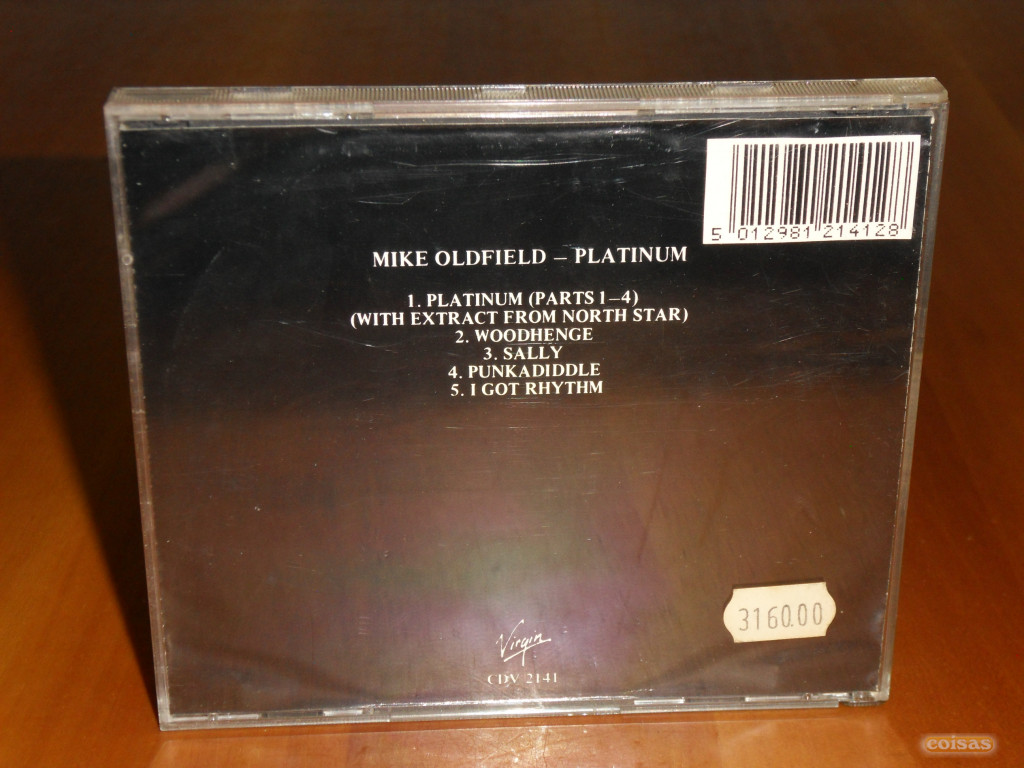 5 012981 214128
MIKE OLDFIELD – PLATINUM
1. PLATINUM (PARTS 1–4)
(WITH EXTRACT FROM NORTH STAR)
2. WOODHENGE
3. SALLY
4. PUNKADIDDLE
5. I GOT RHYTHM
3160.00
Virgin
CDV 2141
coisas